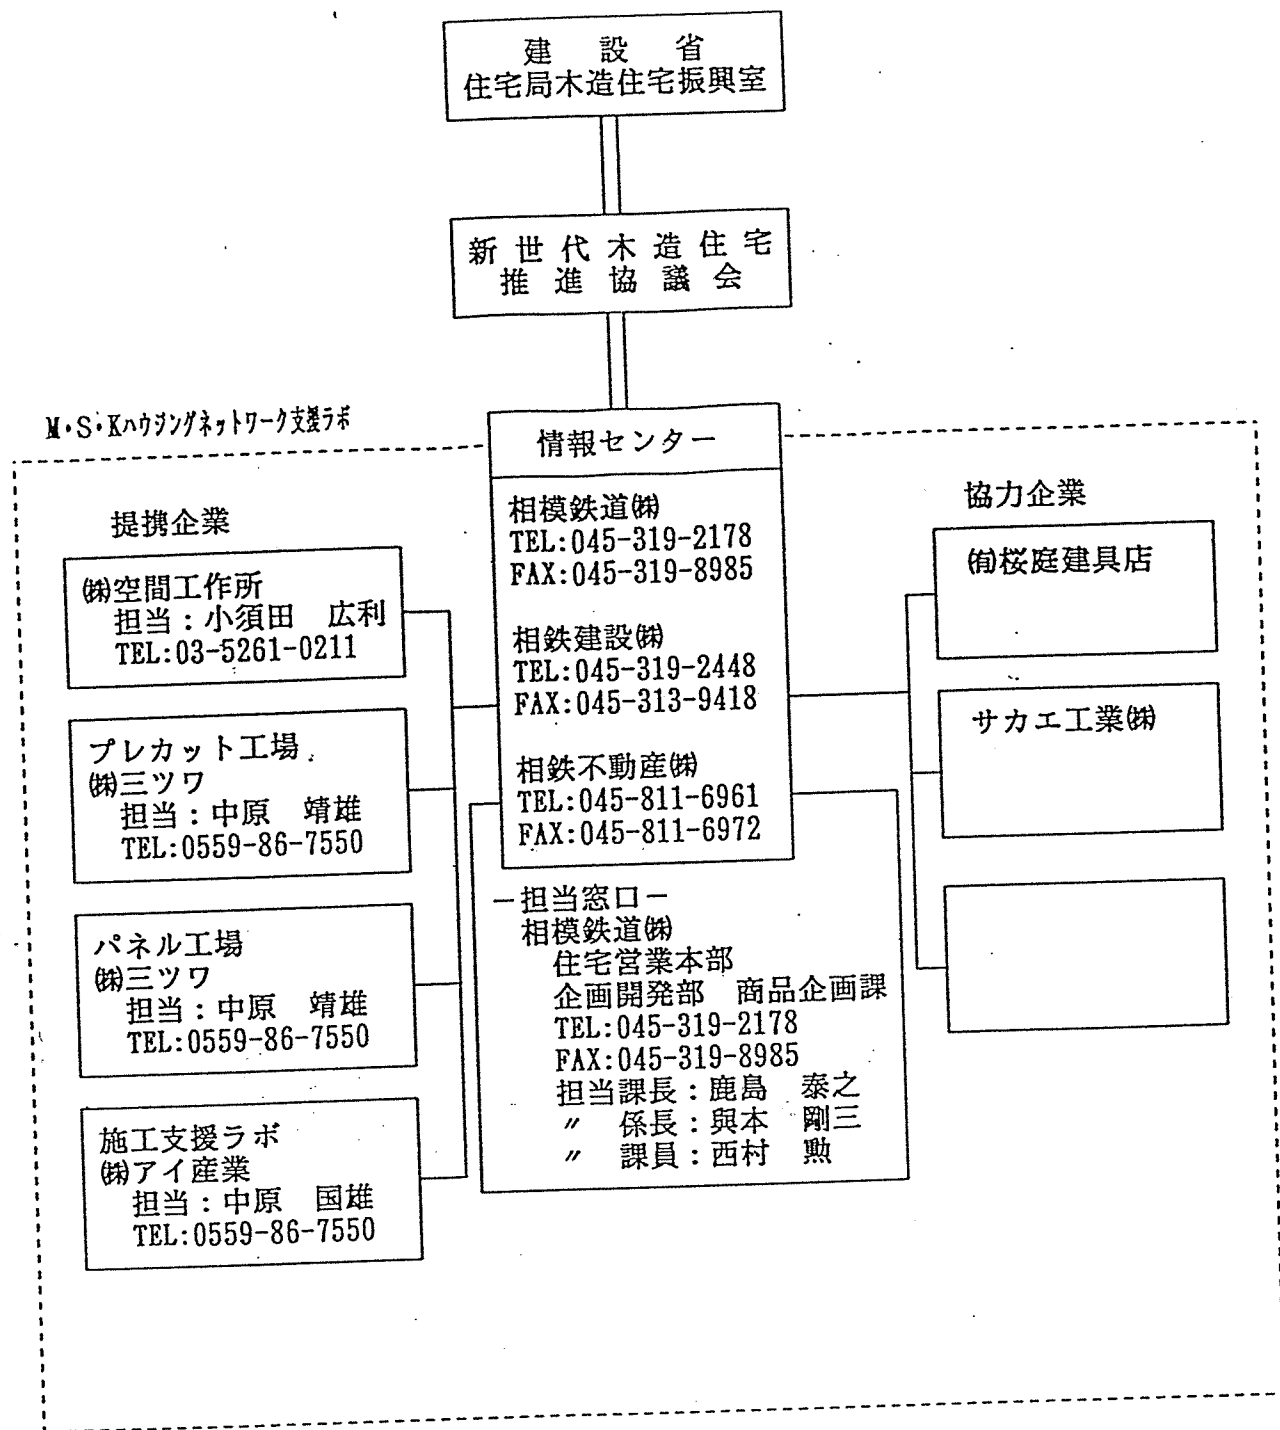 建　設　省
住宅局木造住宅振興室
新世代木造住宅
推進協議会
M・S・Kハウジングネットワーク支援ラボ
情報センター
相模鉄道㈱
TEL:045-319-2178
FAX:045-319-8985
相鉄建設㈱
TEL:045-319-2448
FAX:045-313-9418
相鉄不動産㈱
TEL:045-811-6961
FAX:045-811-6972
－担当窓口－
相模鉄道㈱
住宅営業本部
企画開発部　商品企画課
TEL:045-319-2178
FAX:045-319-8985
担当課長：鹿島　泰之
〃　係長：與本　剛三
〃　課員：西村　勲
提携企業
㈱空間工作所
担当：小須田　広利
TEL:03-5261-0211
プレカット工場
㈱三ツワ
担当：中原　靖雄
TEL:0559-86-7550
パネル工場
㈱三ツワ
担当：中原　靖雄
TEL:0559-86-7550
施工支援ラボ
㈱アイ産業
担当：中原　国雄
TEL:0559-86-7550
協力企業
㈲桜庭建具店
サカエ工業㈱